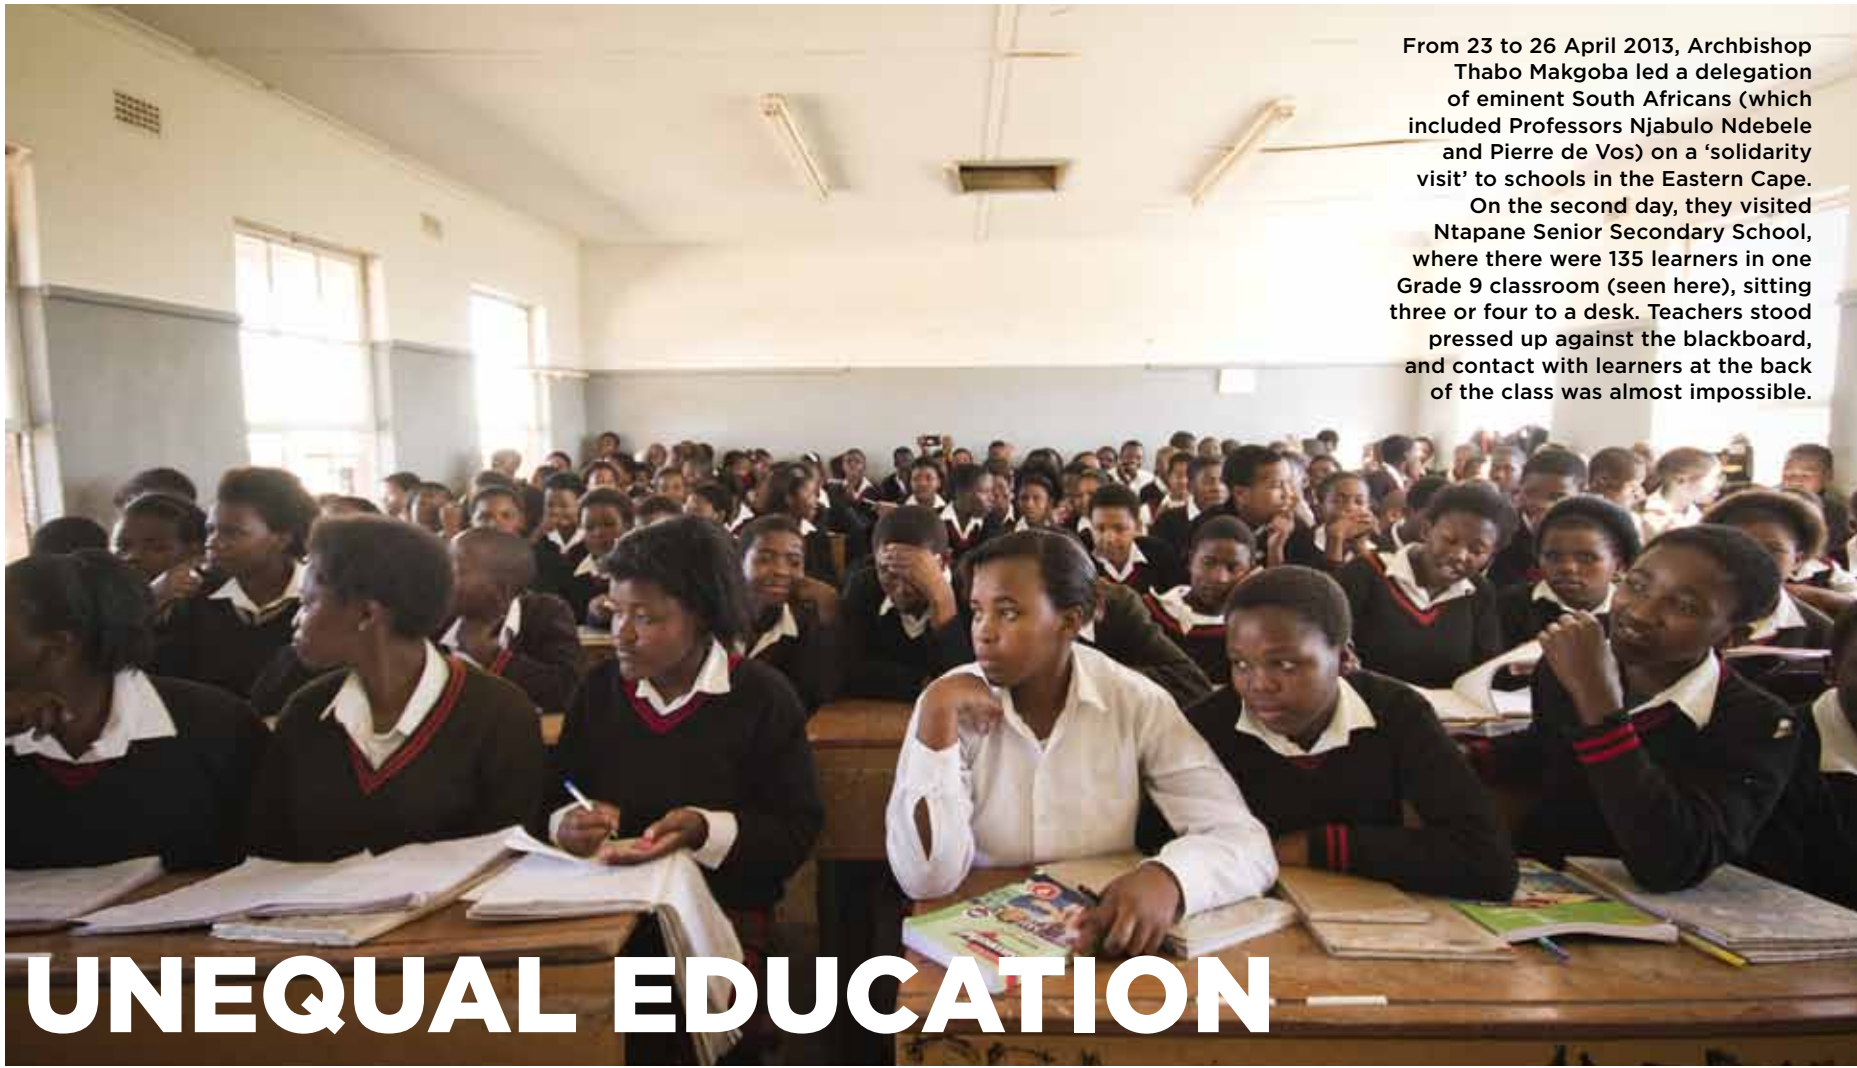 From 23 to 26 April 2013, Archbishop
Thabo Makgoba led a delegation
of eminent South Africans (which
included Professors Njabulo Ndebele
and Pierre de Vos) on a ‘solidarity
visit’ to schools in the Eastern Cape.
On the second day, they visited
Ntapane Senior Secondary School,
where there were 135 learners in one
Grade 9 classroom (seen here), sitting
three or four to a desk. Teachers stood
pressed up against the blackboard,
and contact with learners at the back
of the class was almost impossible.
UNEQUAL EDUCATION